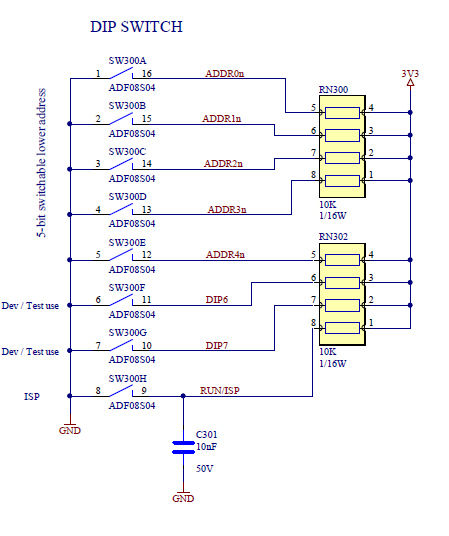 DIP SWITCH
5-bit switchable lower address
SW300A
1 16 ADDR0n
ADF08S04
SW300B
2 15 ADDR1n
ADF08S04
SW300C
3 14 ADDR2n
ADF08S04
SW300D
4 13 ADDR3n
ADF08S04
SW300E
5 12 ADDR4n
ADF08S04
SW300F
Dev / Test use 6 11 DIP6
ADF08S04
SW300G
Dev / Test use 7 10 DIP7
ADF08S04
SW300H
ISP 8 9 RUN/ISP
ADF08S04
GND
C301
10nF
50V
GND
3V3
RN300
5 4
6 3
7 2
8 1
10K
1/16W
RN302
5 4
6 3
7 2
8 1
10K
1/16W